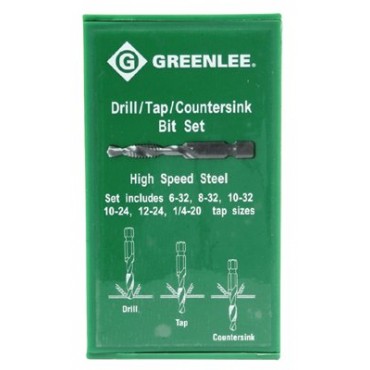 G GREENLEE®
Drill/Tap/Countersink
Bit Set
High Speed Steel
Set includes 6-32, 8-32, 10-32
10-24, 12-24, 1/4-20 tap sizes
Drill
Tap
Countersink